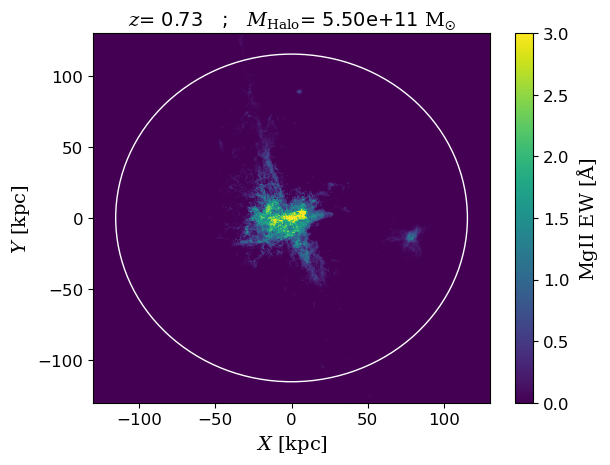 z= 0.73 ; M_Halo= 5.50e+11 M_⊙
100
50
0
−50
−100
Y [kpc]
−100 −50 0 50 100
X [kpc]
3.0
2.5
2.0
1.5
1.0
0.5
0.0
MgII EW [Å]